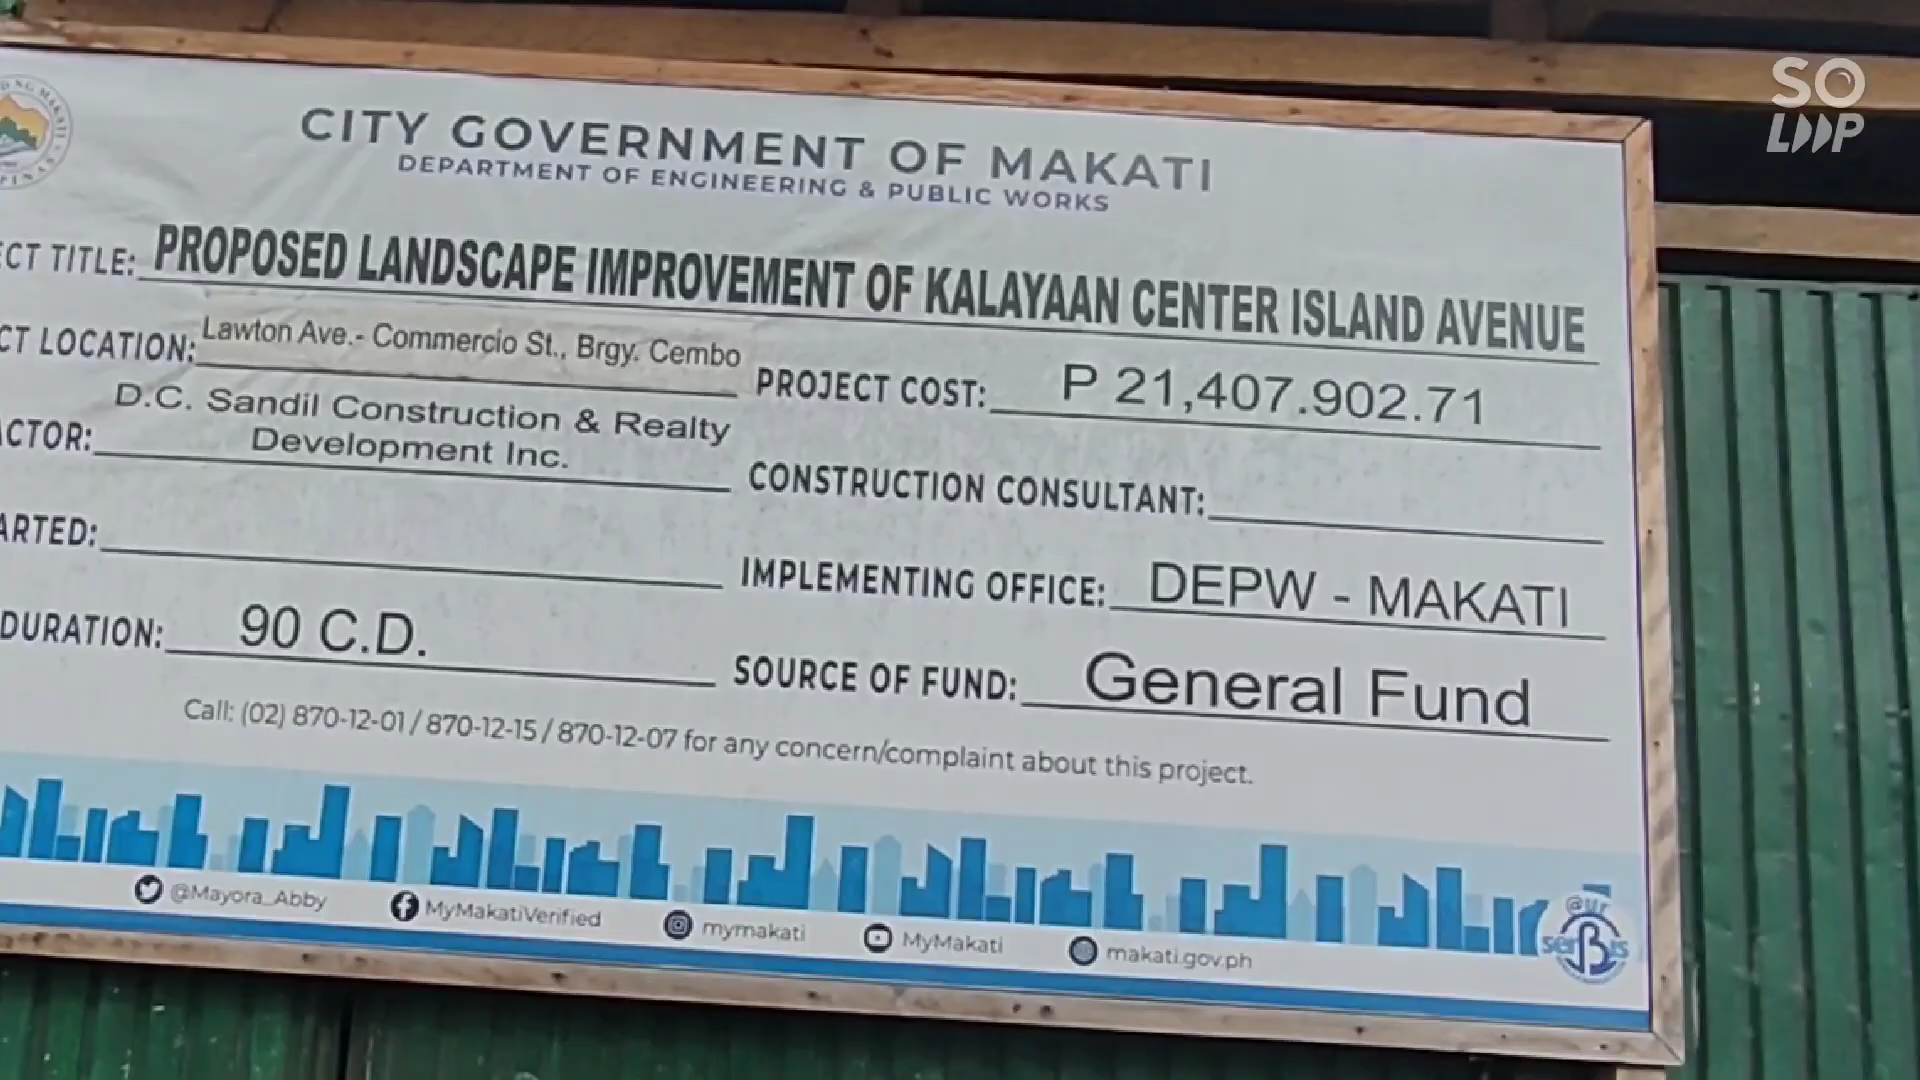 SO
LOOP
CITY GOVERNMENT OF MAKATI
DEPARTMENT OF ENGINEERING & PUBLIC WORKS
ECT TITLE: PROPOSED LANDSCAPE IMPROVEMENT OF KALAYAAN CENTER ISLAND AVENUE
CT LOCATION: Lawton Ave.- Commercio St., Brgy. Cembo
PROJECT COST: P 21,407.902.71
ACTOR: D.C. Sandil Construction & Realty
Development Inc.
CONSTRUCTION CONSULTANT:
ARTED:
IMPLEMENTING OFFICE: DEPW - MAKATI
DURATION: 90 C.D.
SOURCE OF FUND: General Fund
Call: (02) 870-12-01 / 870-12-15 / 870-12-07 for any concern/complaint about this project.
@Mayora_Abby MyMakatiVerified mymakati MyMakati makati.gov.ph